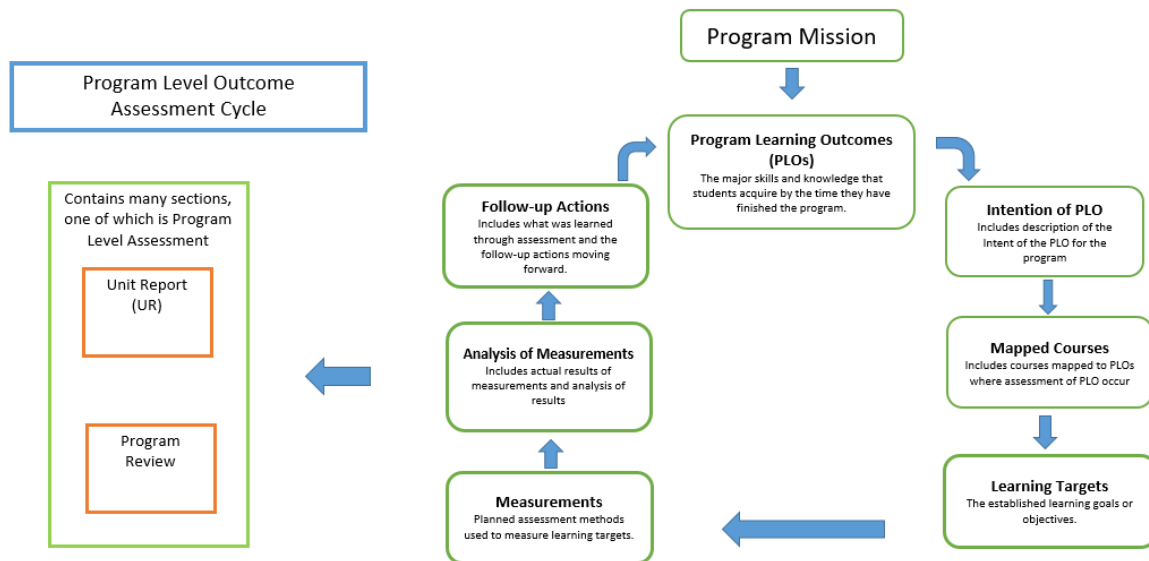 Program Mission
Program Level Outcome
Assessment Cycle
Program Learning Outcomes
(PLOs)
The major skills and knowledge that
students acquire by the time they have
finished the program.
Contains many sections,
one of which is Program
Level Assessment
Unit Report
(UR)
Program
Review
Follow-up Actions
Includes what was learned
through assessment and the
follow-up actions moving
forward.
Intention of PLO
Includes description of the
Intent of the PLO for the
program
Analysis of Measurements
Includes actual results of
measurements and analysis of
results
Mapped Courses
Includes courses mapped to PLOs
where assessment of PLO occur
Measurements
Planned assessment methods
used to measure learning targets.
Learning Targets
The established learning goals or
objectives.